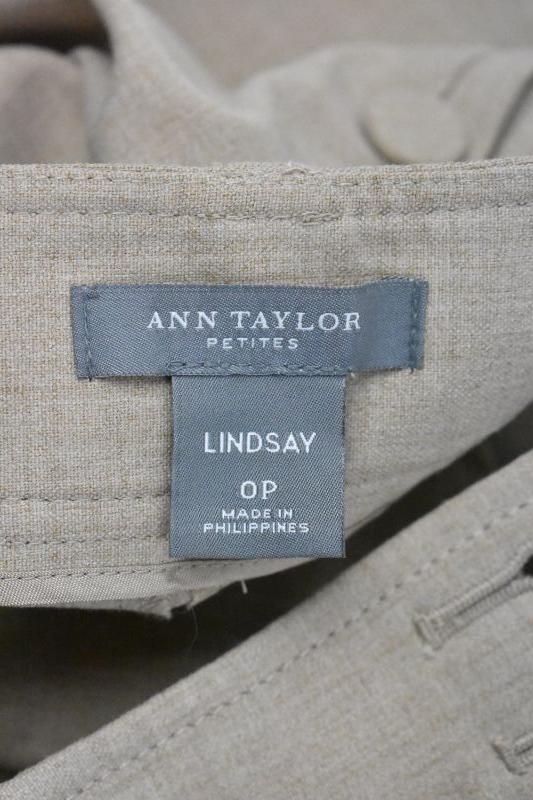 ANN TAYLOR
PETITES
LINDSAY
0P
MADE IN
PHILIPPINES